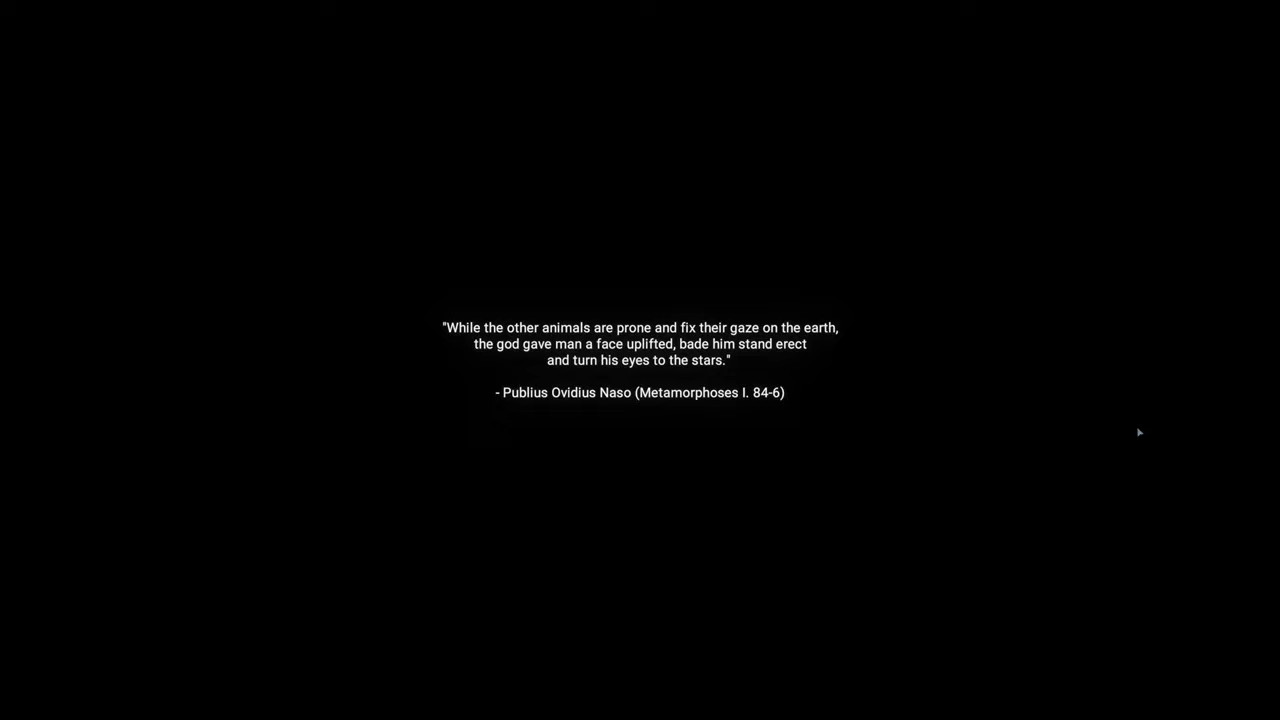 "While the other animals are prone and fix their gaze on the earth,
the god gave man a face uplifted, bade him stand erect
and turn his eyes to the stars."
- Publius Ovidius Naso (Metamorphoses I. 84-6)